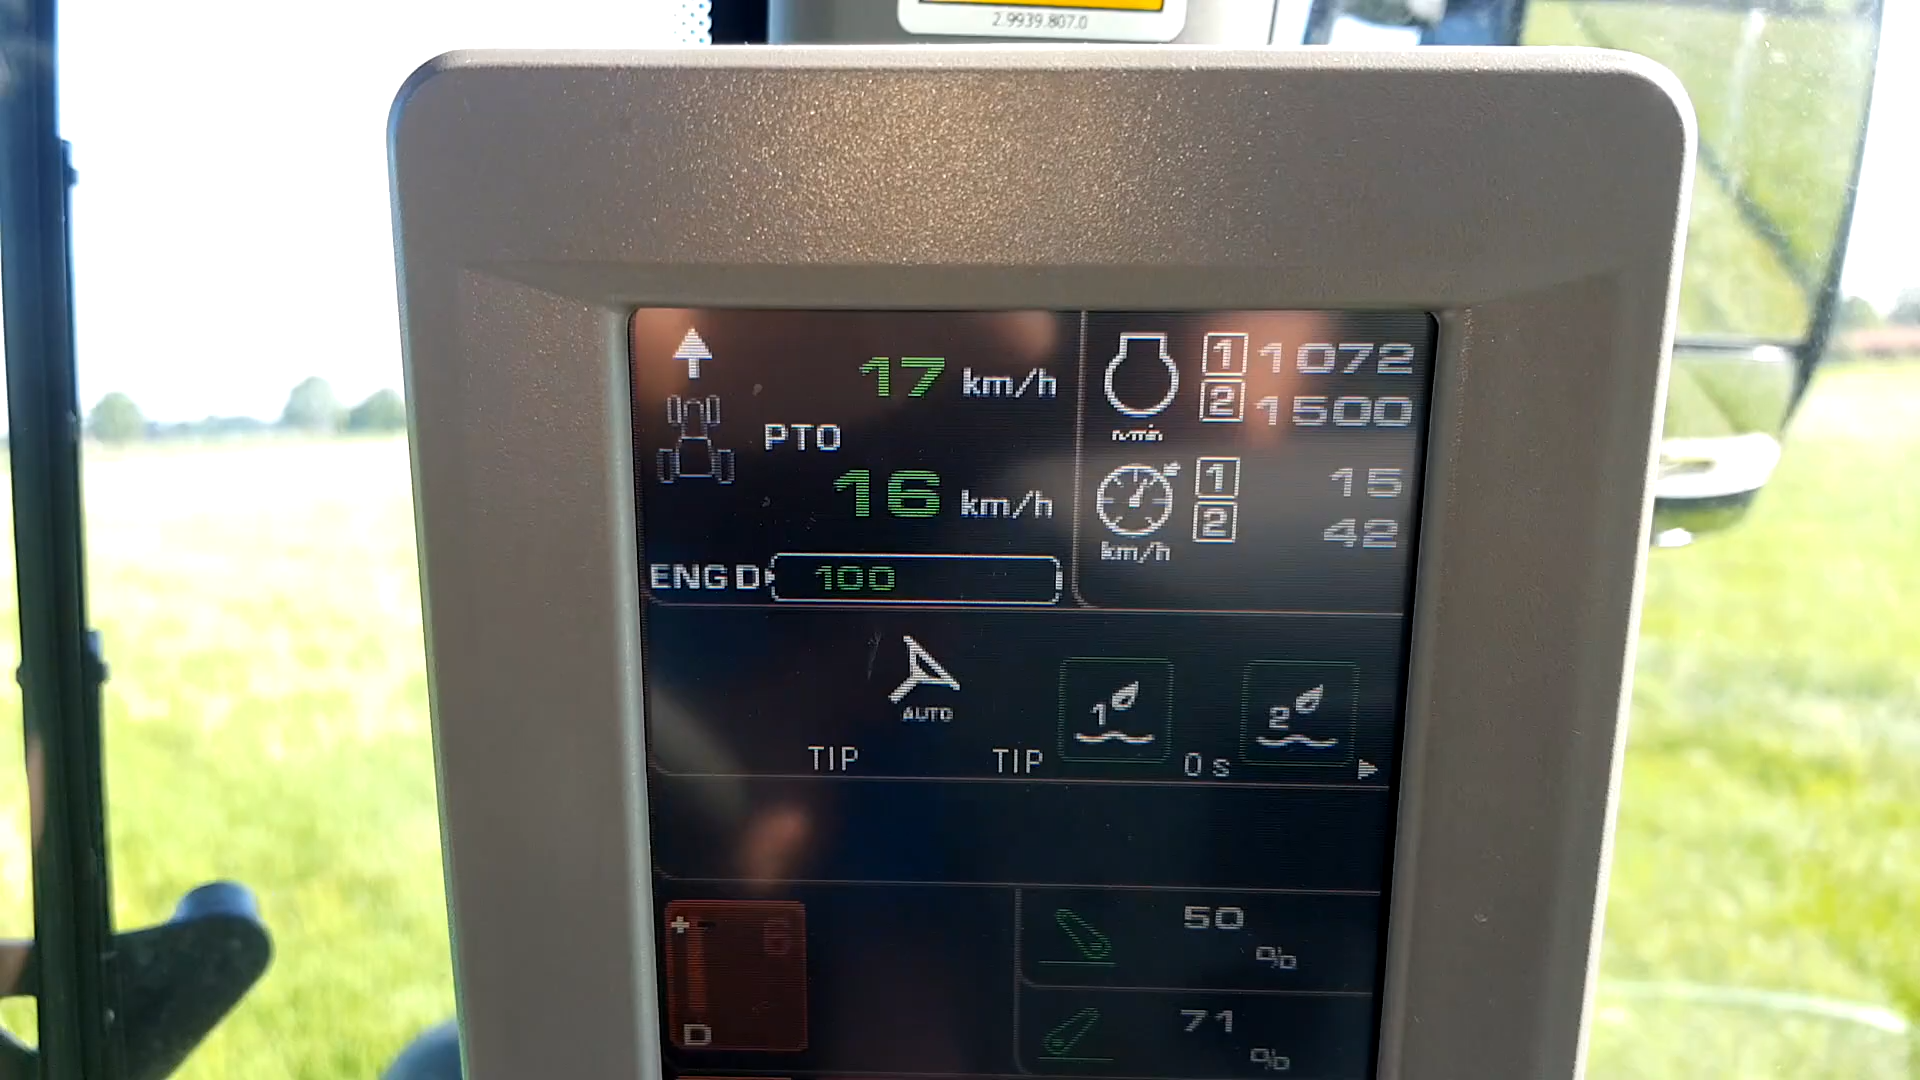 2.9939.807.0
17 km/h
PTO
16 km/h
ENG D 100
n/min
1 1072
2 1500
km/h
1 15
2 42
AUTO
TIP
TIP
1
0 s
2
6
D
50
%
71
%